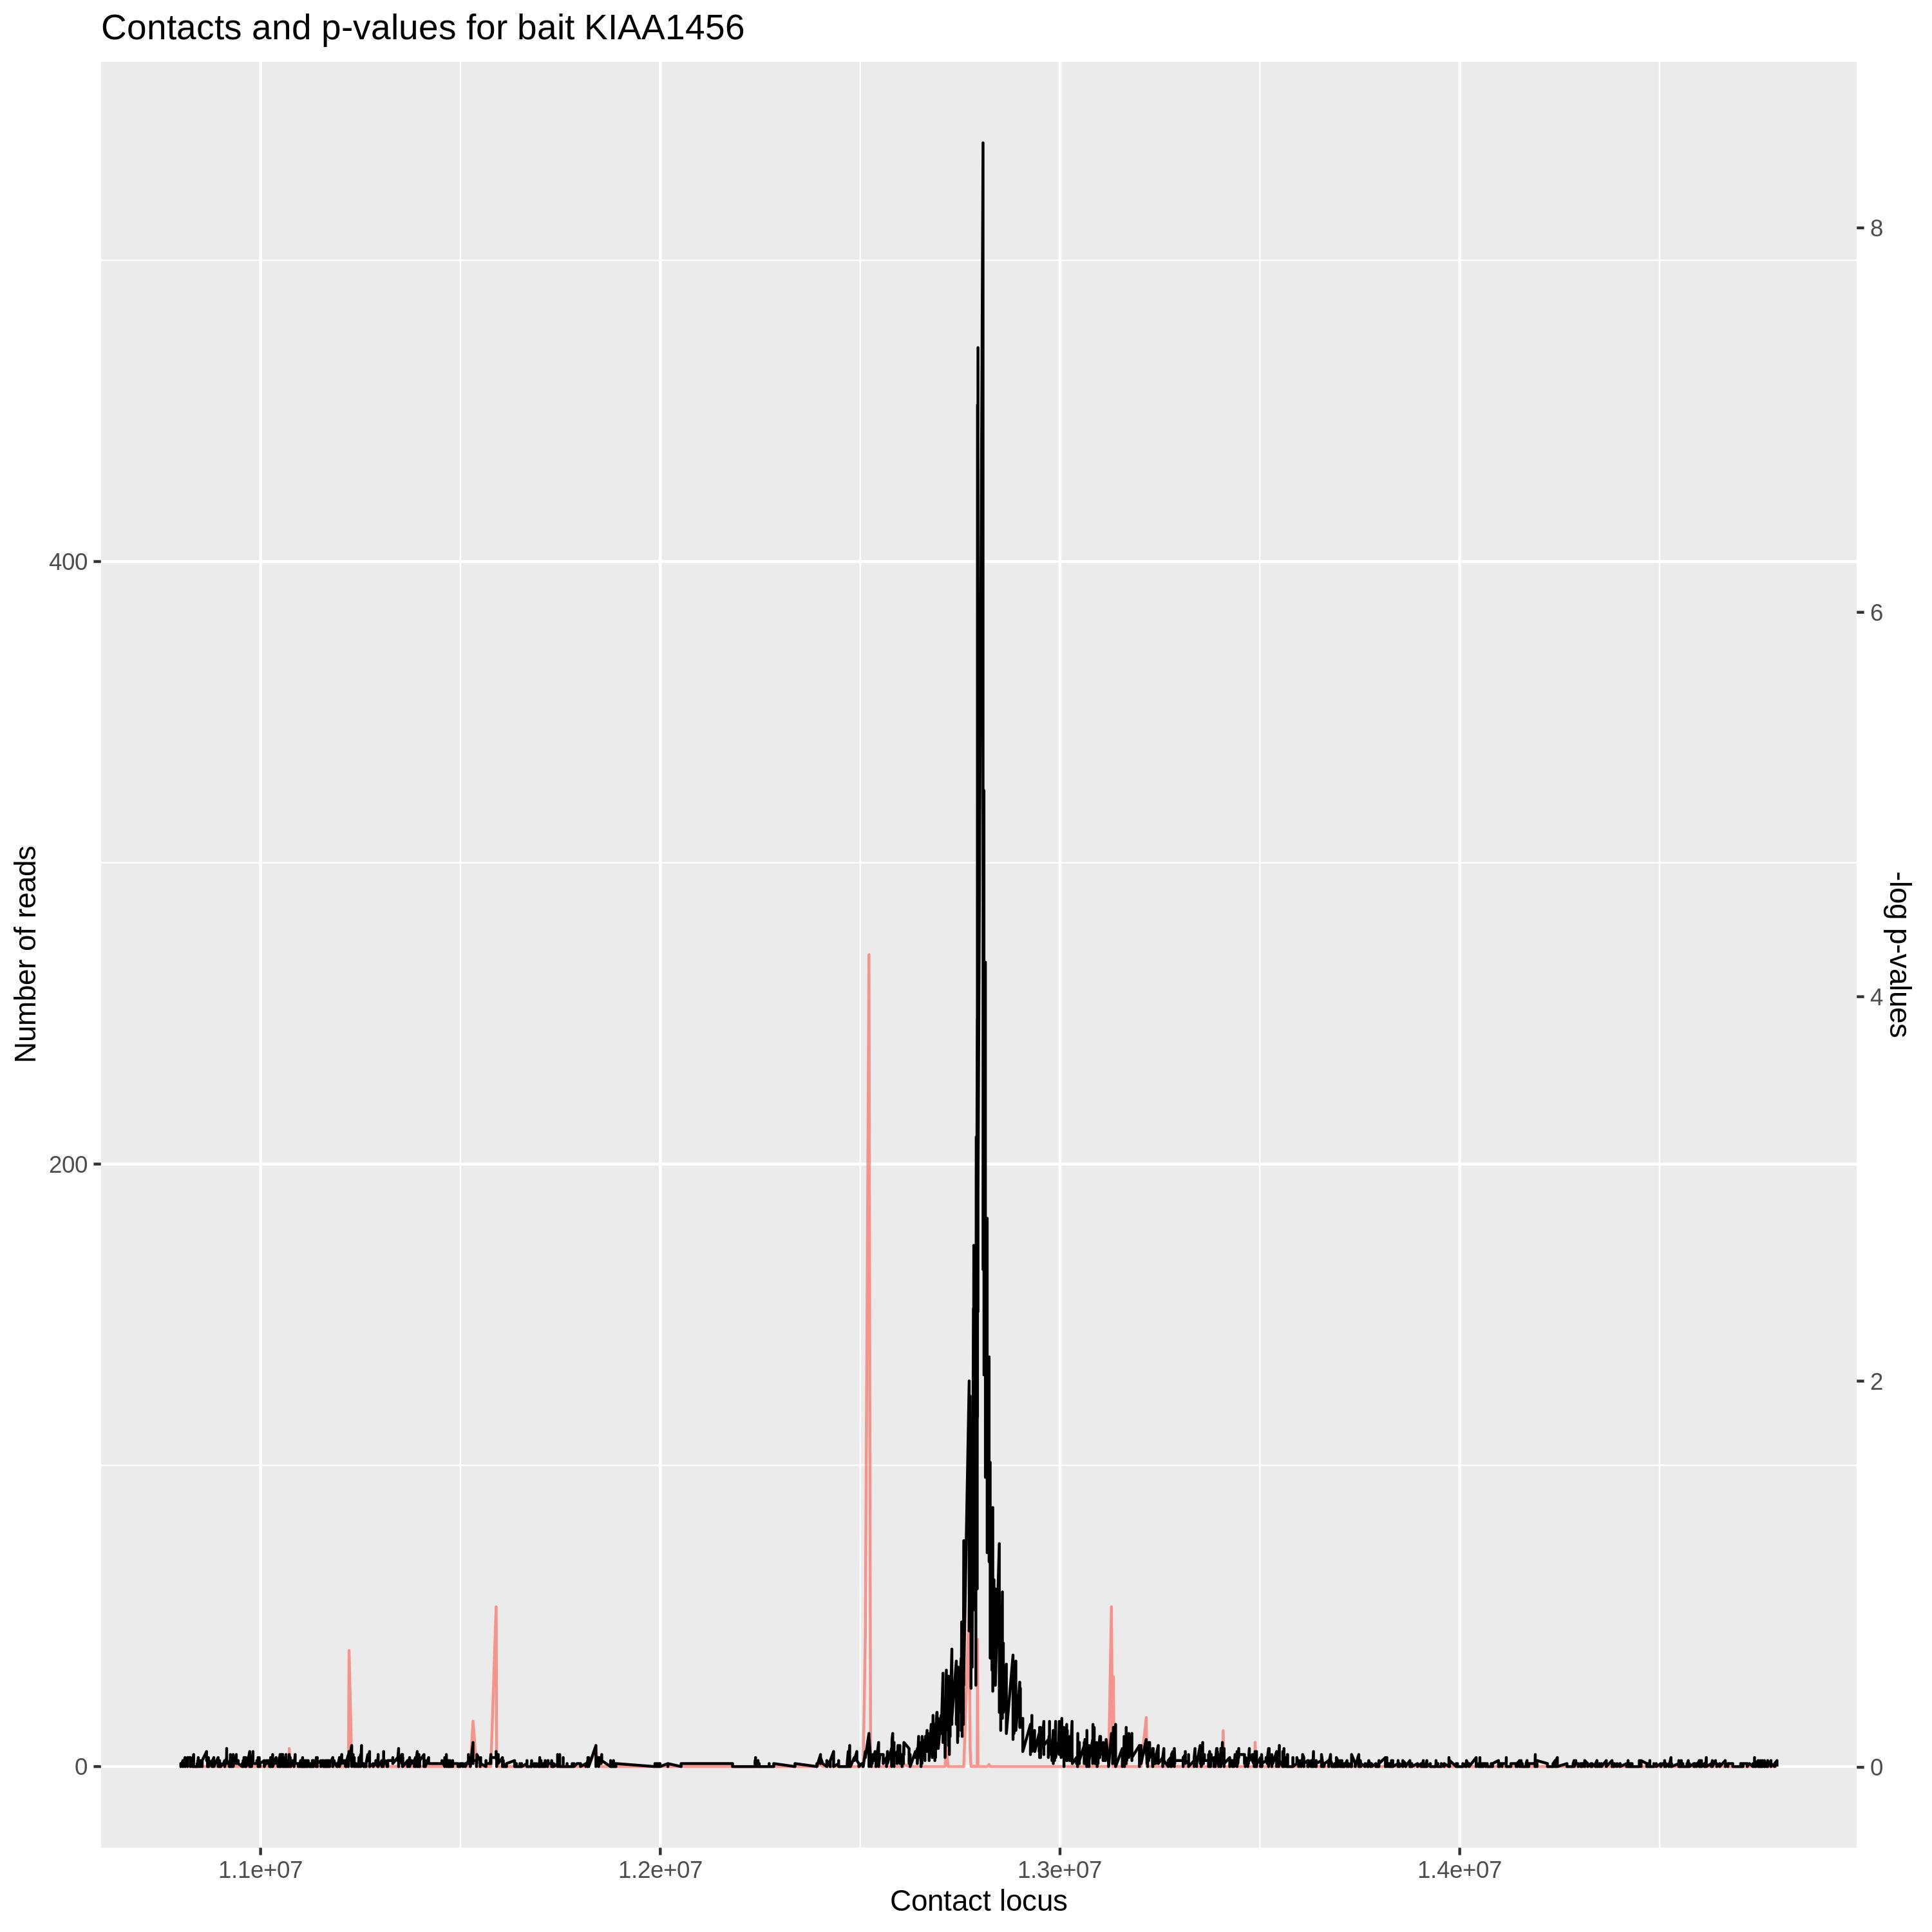 Contacts and p-values for bait KIAA1456
Number of reads
400
200
0
8
6
4
2
0
-log p-values
1.1e+07 1.2e+07 1.3e+07 1.4e+07
Contact locus